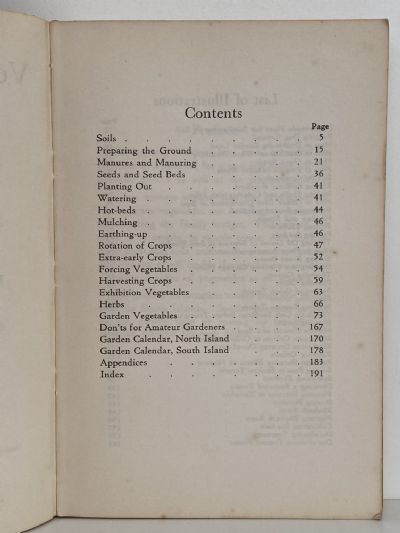 Contents
Page
Soils . . . . . . . . 5
Preparing the Ground . . . . 15
Manures and Manuring . . . . 21
Seeds and Seed Beds . . . . 36
Planting Out . . . . . . 41
Watering . . . . . . . 41
Hot-beds . . . . . . . 44
Mulching . . . . . . . 46
Earthing-up . . . . . . 46
Rotation of Crops . . . . . 47
Extra-early Crops . . . . . 52
Forcing Vegetables . . . . . 54
Harvesting Crops . . . . . 59
Exhibition Vegetables . . . . 63
Herbs . . . . . . . 66
Garden Vegetables . . . . . 73
Don'ts for Amateur Gardeners . . . 167
Garden Calendar, North Island . . . 170
Garden Calendar, South Island . . . 178
Appendices . . . . . . 183
Index . . . . . . . 191